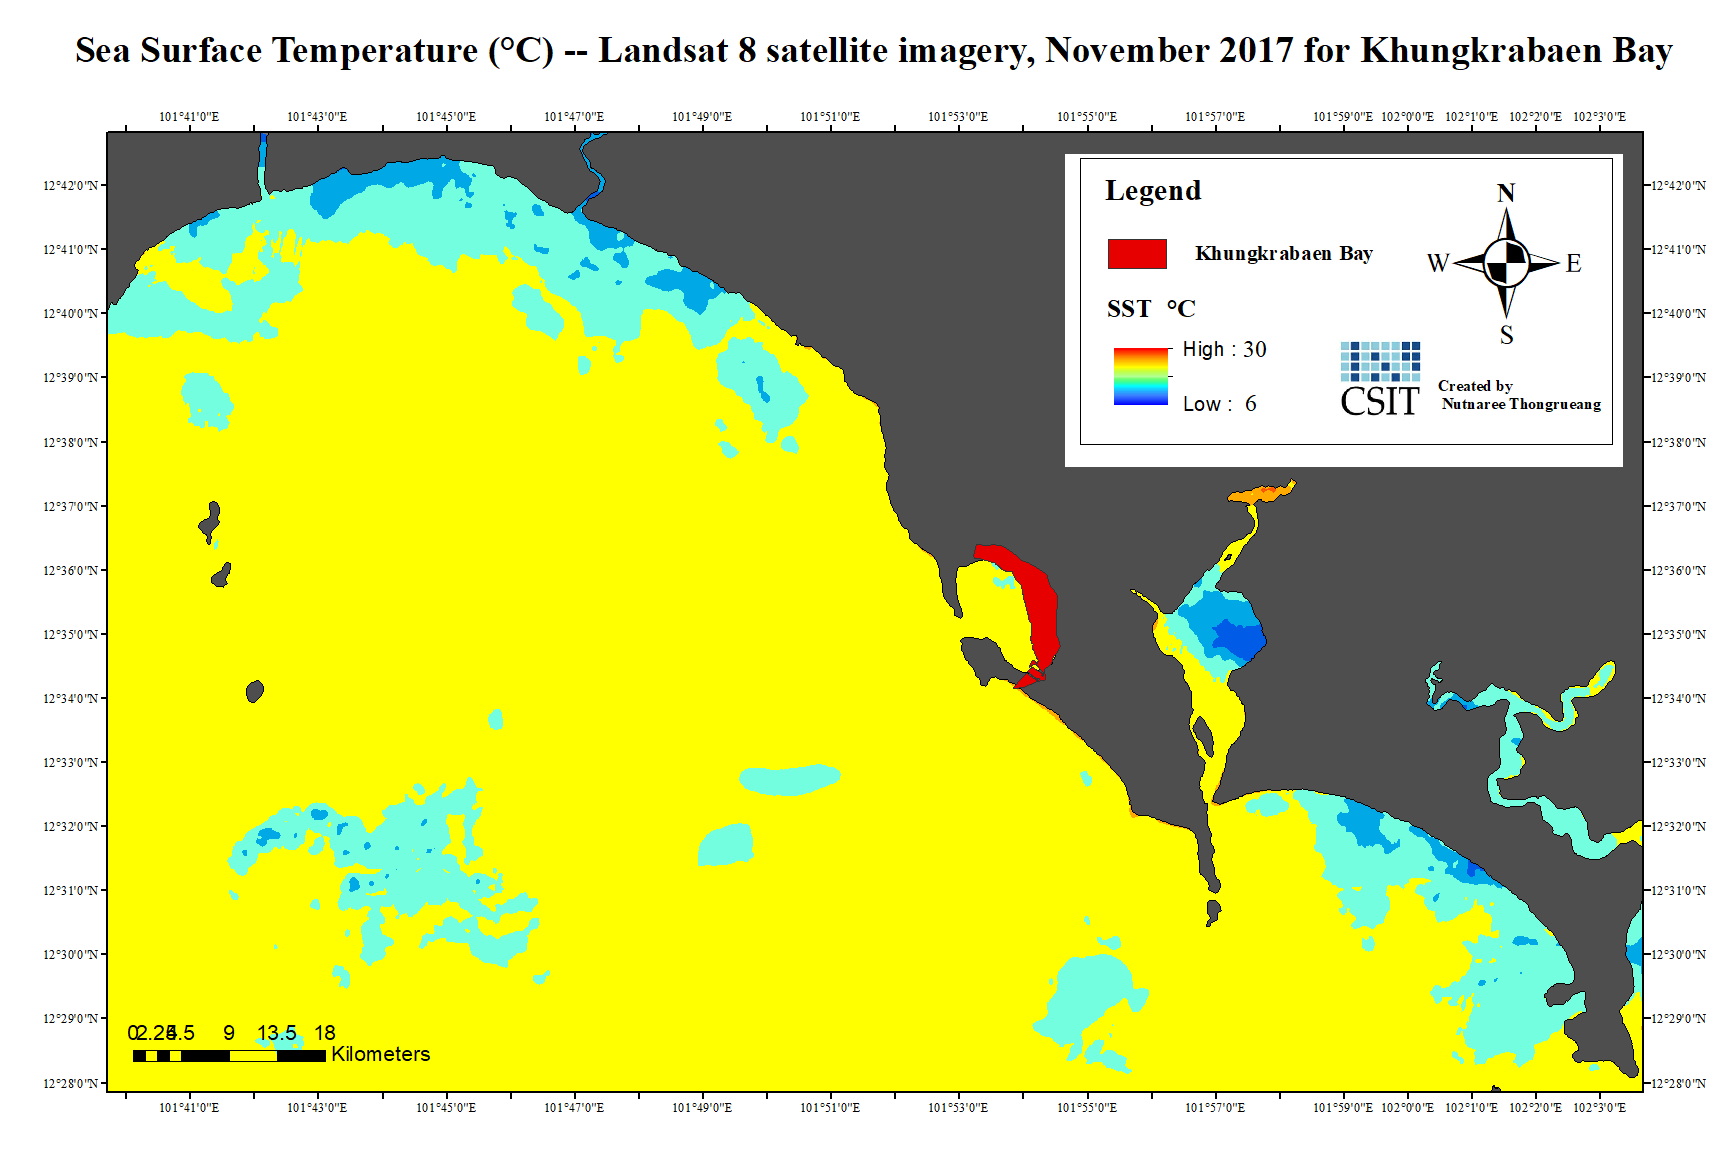 Sea Surface Temperature (°C) -- Landsat 8 satellite imagery, November 2017 for Khungkrabaen Bay
101°41'0"E 101°43'0"E 101°45'0"E 101°47'0"E 101°49'0"E 101°51'0"E 101°53'0"E 101°55'0"E 101°57'0"E 101°59'0"E 102°0'0"E 102°1'0"E 102°2'0"E 102°3'0"E
12°42'0"N 12°42'0"N
12°41'0"N 12°41'0"N
12°40'0"N 12°40'0"N
12°39'0"N 12°39'0"N
12°38'0"N 12°38'0"N
12°37'0"N 12°37'0"N
12°36'0"N 12°36'0"N
12°35'0"N 12°35'0"N
12°34'0"N 12°34'0"N
12°33'0"N 12°33'0"N
12°32'0"N 12°32'0"N
12°31'0"N 12°31'0"N
12°30'0"N 12°30'0"N
12°29'0"N 12°29'0"N
12°28'0"N 12°28'0"N
Legend
Khungkrabaen Bay
SST °C
High : 30
Low : 6
N
W E
S
CSIT
Created by
Nutnaree Thongrueang
0 2.25 4.5 9 13.5 18
Kilometers
101°41'0"E 101°43'0"E 101°45'0"E 101°47'0"E 101°49'0"E 101°51'0"E 101°53'0"E 101°55'0"E 101°57'0"E 101°59'0"E 102°0'0"E 102°1'0"E 102°2'0"E 102°3'0"E